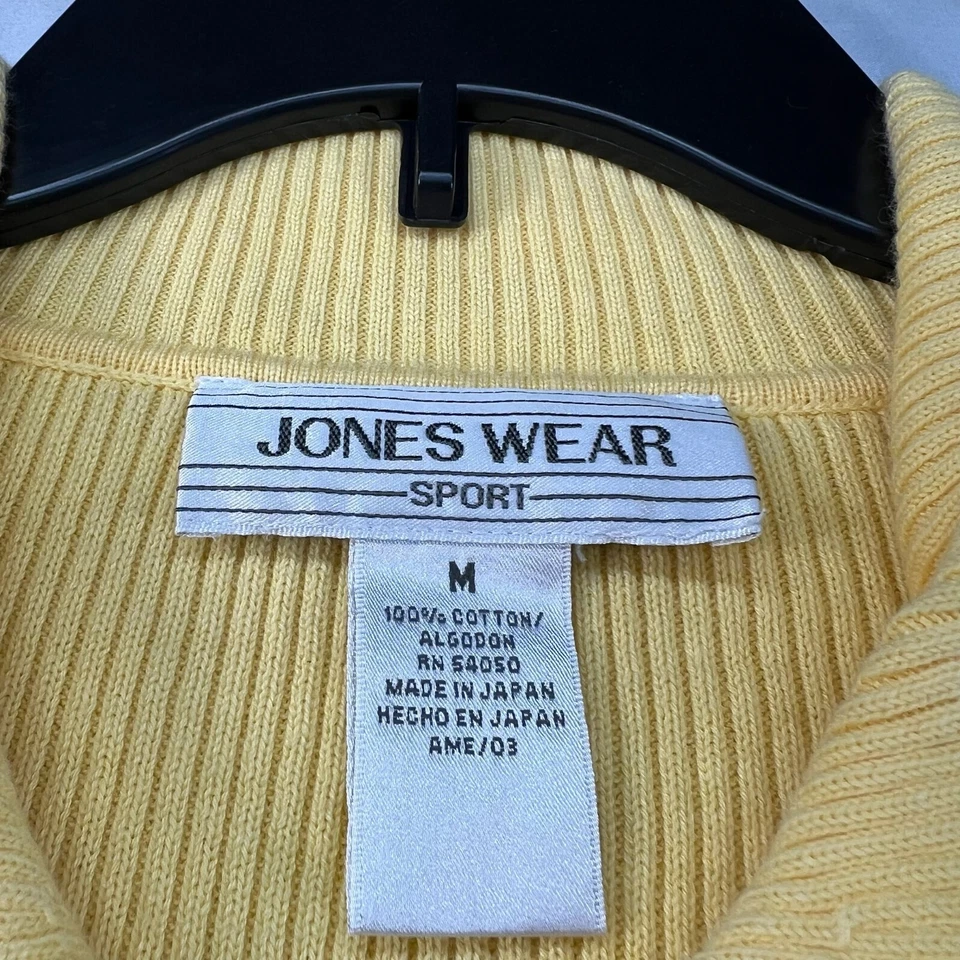 JONES WEAR
SPORT
M
100% COTTON/
ALGODON
RN 54050
MADE IN JAPAN
HECHO EN JAPAN
AME/03